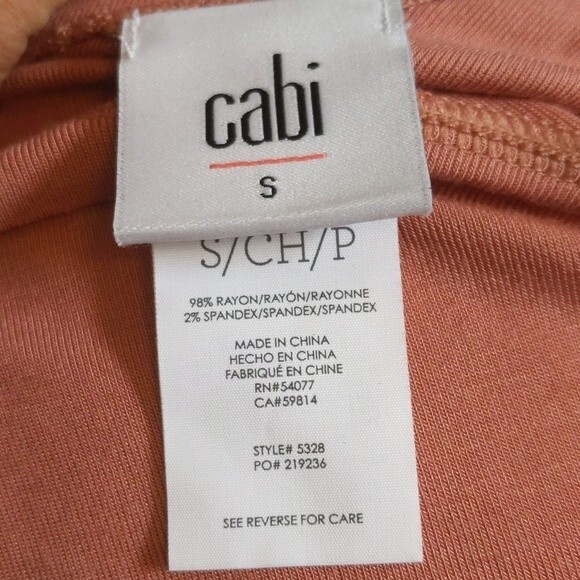 cabi
S
S/CH/P
98% RAYON/RAYÓN/RAYONNE
2% SPANDEX/SPANDEX/SPANDEX
MADE IN CHINA
HECHO EN CHINA
FABRIQUÉ EN CHINE
RN#54077
CA#59814
STYLE# 5328
PO# 219236
SEE REVERSE FOR CARE